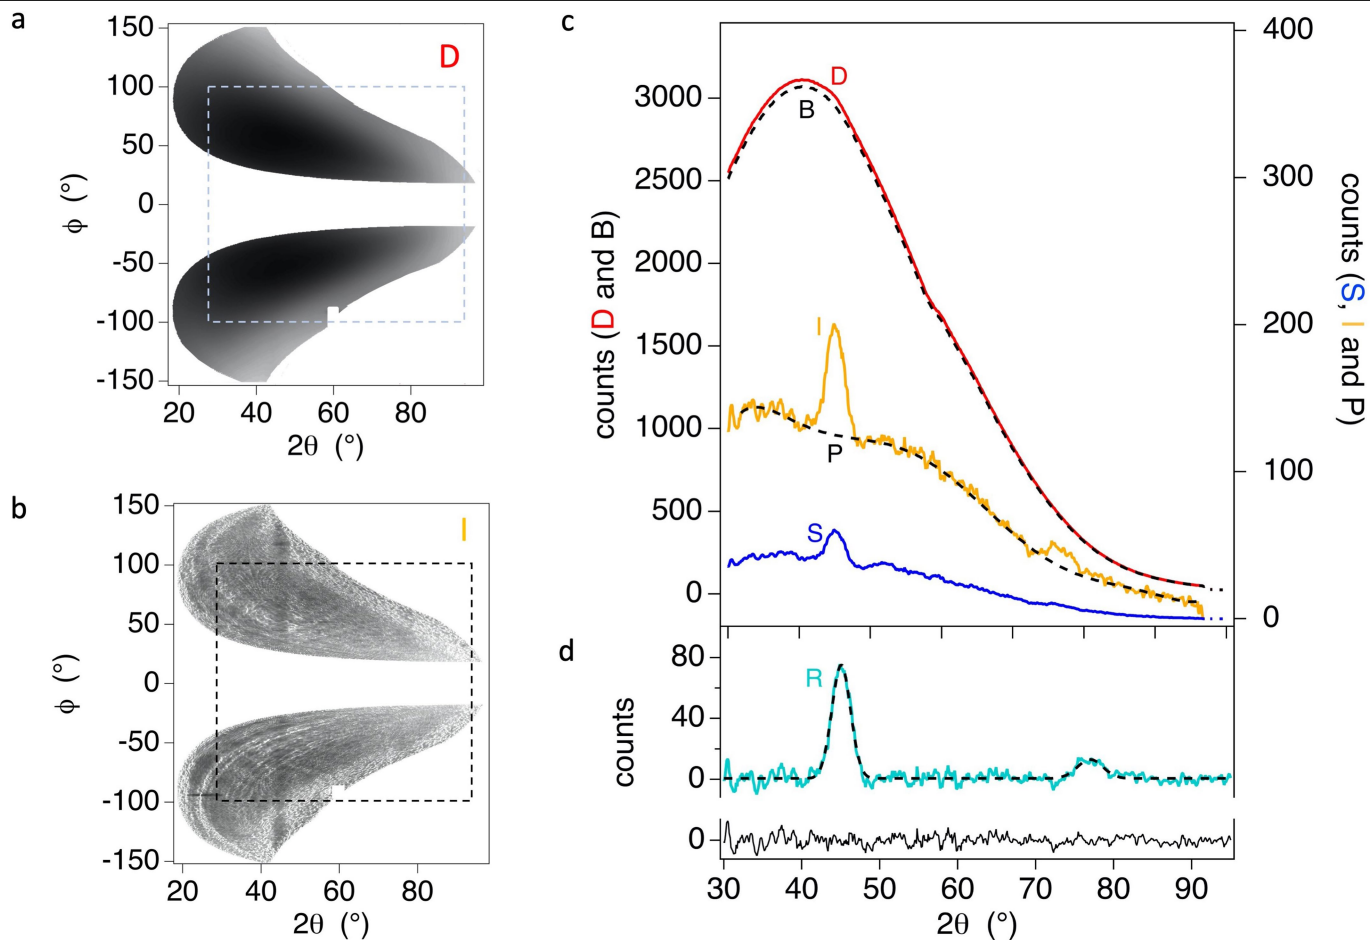 a
150
100
50
0
-50
-100
-150
ϕ (°)
D
20 40 60 80
2θ (°)
b
150
100
50
0
-50
-100
-150
ϕ (°)
I
20 40 60 80
2θ (°)
c
3000
2500
2000
1500
1000
500
0
counts (D and B)
400
300
200
100
0
counts (S, I and P)
D
B
I
P
S
d
80
40
0
0
counts
R
30 40 50 60 70 80 90
2θ (°)